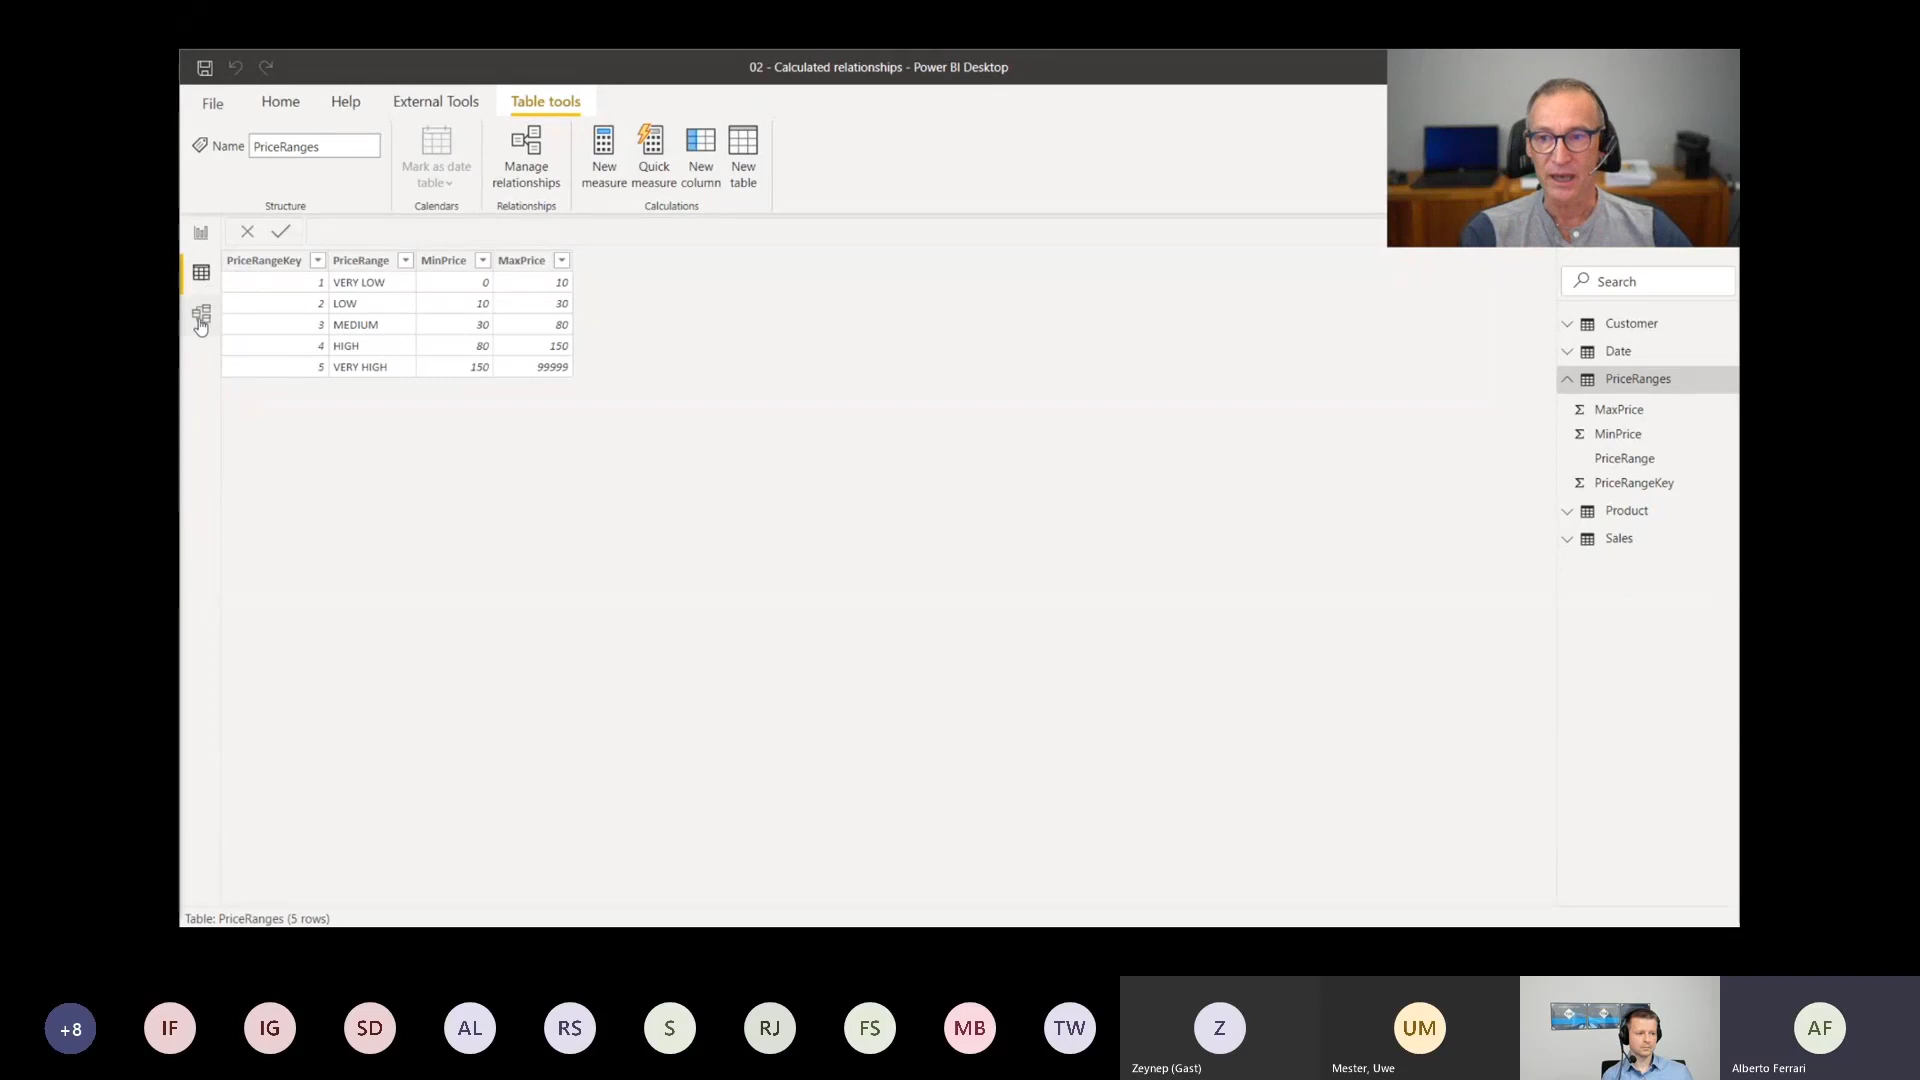 02 - Calculated relationships - Power BI Desktop
File Home Help External Tools Table tools
Name PriceRanges
Mark as date table
Manage relationships
New measure
Quick measure
New column
New table
Structure Calendars Relationships Calculations
PriceRangeKey PriceRange MinPrice MaxPrice
1 VERY LOW 0 10
2 LOW 10 30
3 MEDIUM 30 80
4 HIGH 80 150
5 VERY HIGH 150 99999
Search
Customer
Date
PriceRanges
Σ MaxPrice
Σ MinPrice
PriceRange
Σ PriceRangeKey
Product
Sales
Table: PriceRanges (5 rows)
+8 IF IG SD AL RS S RJ FS MB TW Z UM AF
Zeynep (Gast) Mester, Uwe Alberto Ferrari